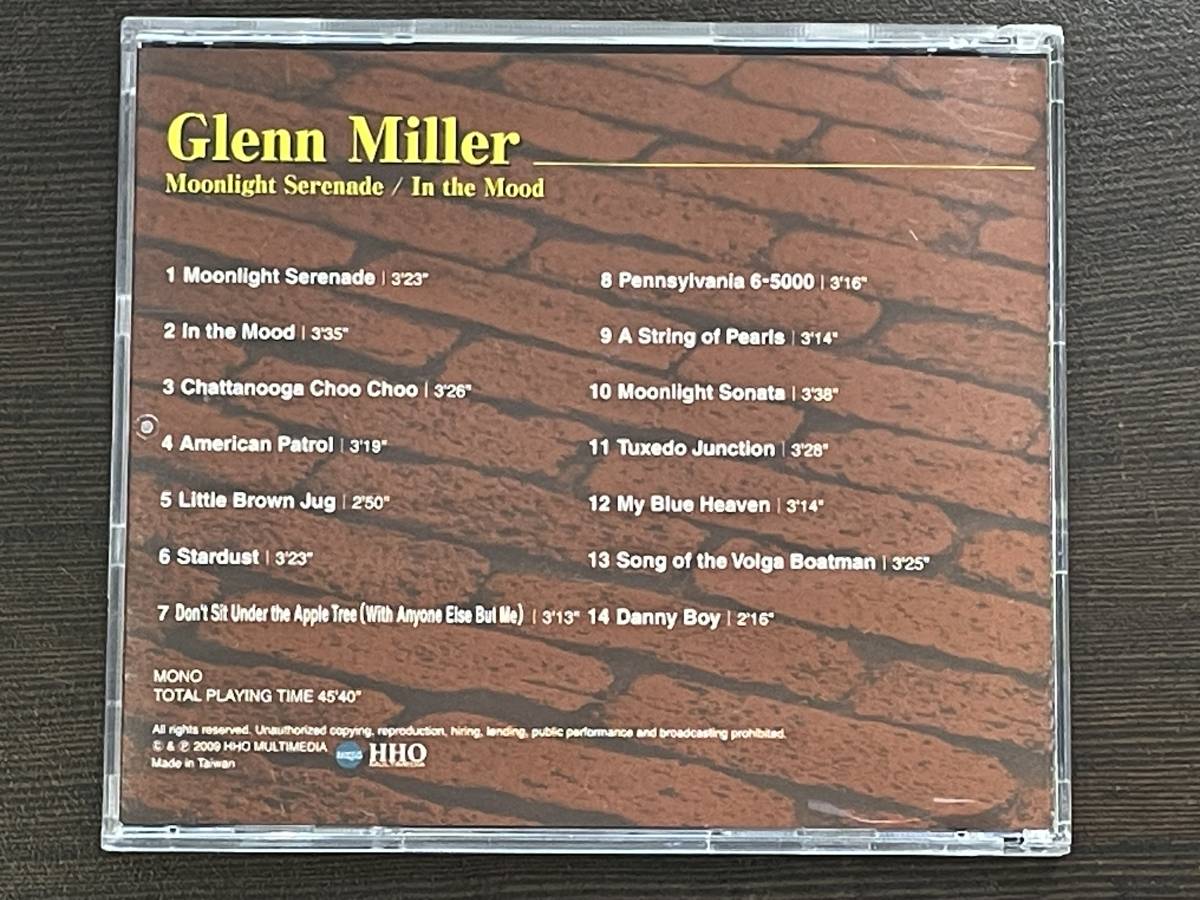 Glenn Miller
Moonlight Serenade / In the Mood
1 Moonlight Serenade | 3'23"
2 In the Mood | 3'35"
3 Chattanooga Choo Choo | 3'26"
4 American Patrol | 3'19"
5 Little Brown Jug | 2'50"
6 Stardust | 3'23"
7 Don't Sit Under the Apple Tree (With Anyone Else But Me) | 3'13"
8 Pennsylvania 6-5000 | 3'16"
9 A String of Pearls | 3'14"
10 Moonlight Sonata | 3'38"
11 Tuxedo Junction | 3'28"
12 My Blue Heaven | 3'14"
13 Song of the Volga Boatman | 3'25"
14 Danny Boy | 2'16"
MONO
TOTAL PLAYING TIME 45'40"
All rights reserved. Unauthorized copying, reproduction, hiring, lending, public performance and broadcasting prohibited.
© & ℗ 2009 HHO MULTIMEDIA
HHO
MULTIMEDIA
Made in Taiwan